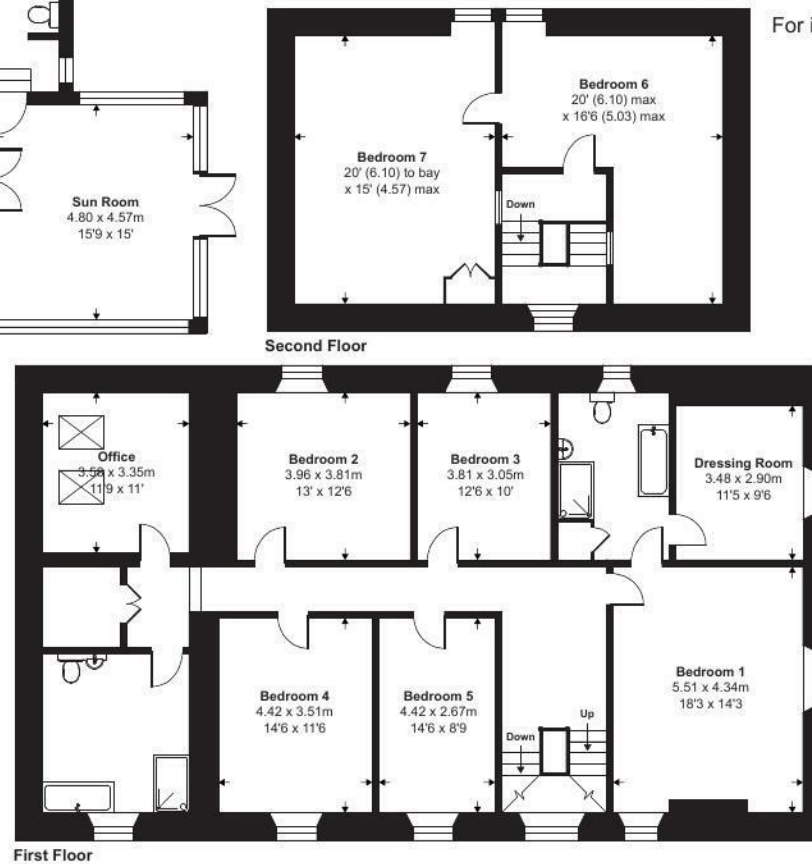 For i
Bedroom 6
20' (6.10) max
x 16'6 (5.03) max
Bedroom 7
20' (6.10) to bay
x 15' (4.57) max
Down
Sun Room
4.80 x 4.57m
15'9 x 15'
Second Floor
Office
3.58 x 3.35m
11'9 x 11'
Bedroom 2
3.96 x 3.81m
13' x 12'6
Bedroom 3
3.81 x 3.05m
12'6 x 10'
Dressing Room
3.48 x 2.90m
11'5 x 9'6
Bedroom 4
4.42 x 3.51m
14'6 x 11'6
Bedroom 5
4.42 x 2.67m
14'6 x 8'9
Down
Up
Bedroom 1
5.51 x 4.34m
18'3 x 14'3
First Floor